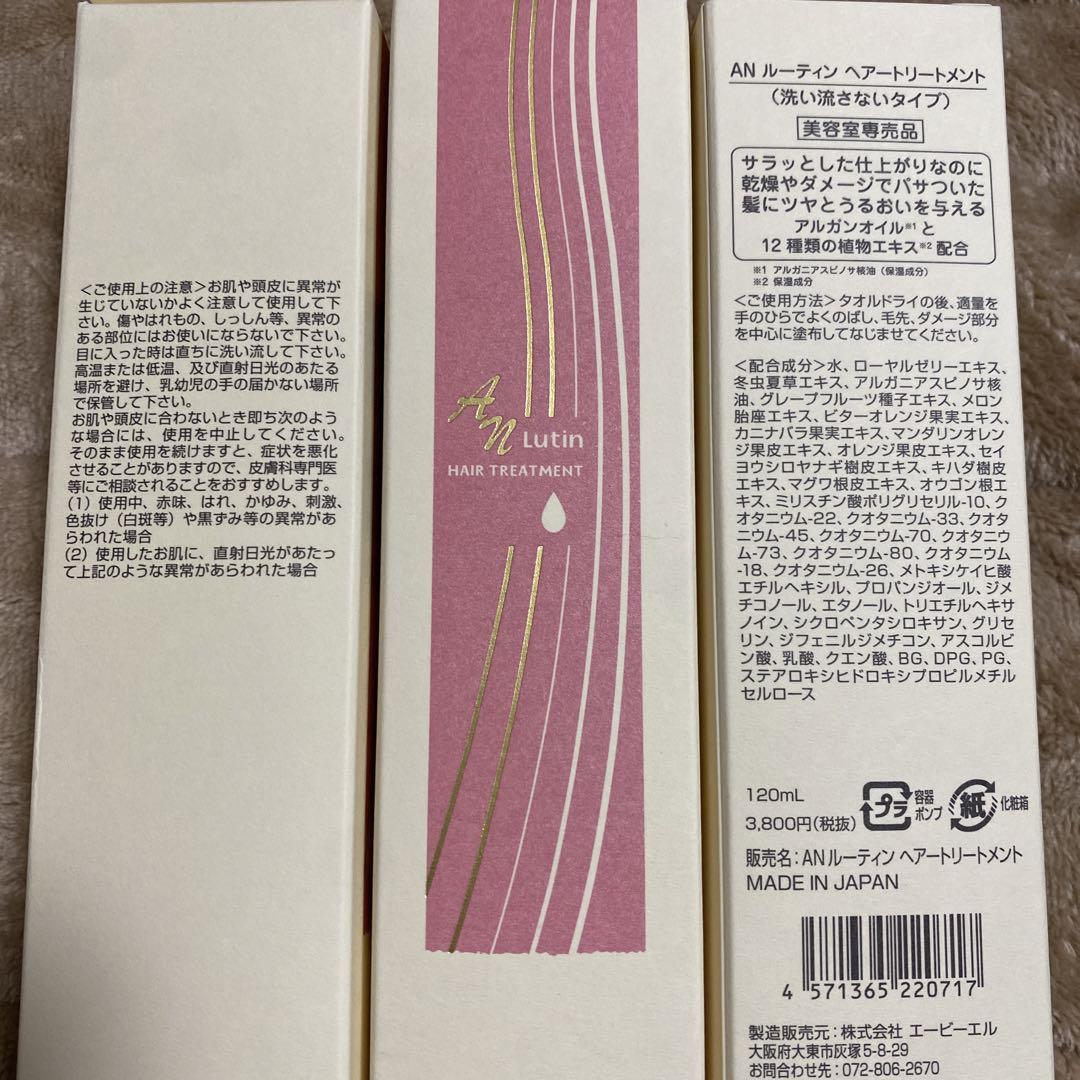 <ご使用上の注意>お肌や頭皮に異常が
生じていないかよく注意して使用して下
さい。傷やはれもの、しっしん等、異常の
ある部位にはお使いにならないで下さい。
目に入った時は直ちに洗い流して下さい。
高温または低温、及び直射日光のあたる
場所を避け、乳幼児の手の届かない場所
で保管して下さい。
お肌や頭皮に合わないとき即ち次のよう
な場合には、使用を中止してください。
そのまま使用を続けますと、症状を悪化
させることがありますので、皮膚科専門医
等にご相談されることをおすすめします。
(1) 使用中、赤味、はれ、かゆみ、刺激、
色抜け(白斑等)や黒ずみ等の異常があ
らわれた場合
(2) 使用したお肌に、直射日光があたっ
て上記のような異常があらわれた場合
AN Lutin
HAIR TREATMENT
AN ルーティン ヘアートリートメント
(洗い流さないタイプ)
美容室専売品
サラッとした仕上がりなのに
乾燥やダメージでパサついた
髪にツヤとうるおいを与える
アルガンオイル※1と
12種類の植物エキス※2配合
※1 アルガニアスピノサ核油(保湿成分)
※2 保湿成分
<ご使用方法>タオルドライの後、適量を
手のひらでよくのばし、毛先、ダメージ部分
を中心に塗布してなじませてください。
<配合成分>水、ローヤルゼリーエキス、
冬虫夏草エキス、アルガニアスピノサ核
油、グレープフルーツ種子エキス、メロン
胎座エキス、ビターオレンジ果実エキス、
カニナバラ果実エキス、マンダリンオレン
ジ果皮エキス、オレンジ果皮エキス、セイ
ヨウシロヤナギ樹皮エキス、キハダ樹皮
エキス、マグワ根皮エキス、オウゴン根エ
キス、ミリスチン酸ポリグリセリル-10、ク
オタニウム-22、クオタニウム-33、クオタ
ニウム-45、クオタニウム-70、クオタニウ
ム-73、クオタニウム-80、クオタニウム
-18、クオタニウム-26、メトキシケイヒ酸
エチルヘキシル、プロパンジオール、ジメ
チコノール、エタノール、トリエチルヘキサ
ノイン、シクロペンタシロキサン、グリセ
リン、ジフェニルジメチコン、アスコルビ
ン酸、乳酸、クエン酸、BG、DPG、PG、
ステアロキシヒドロキシプロピルメチル
セルロース
120mL
3,800円(税抜)
プラ 容器 ポンプ
紙 化粧箱
販売名:ANルーティン ヘアートリートメント
MADE IN JAPAN
4 571365 220717
製造販売元:株式会社 エービーエル
大阪府大東市灰塚5-8-29
お問合わせ先:072-806-2670